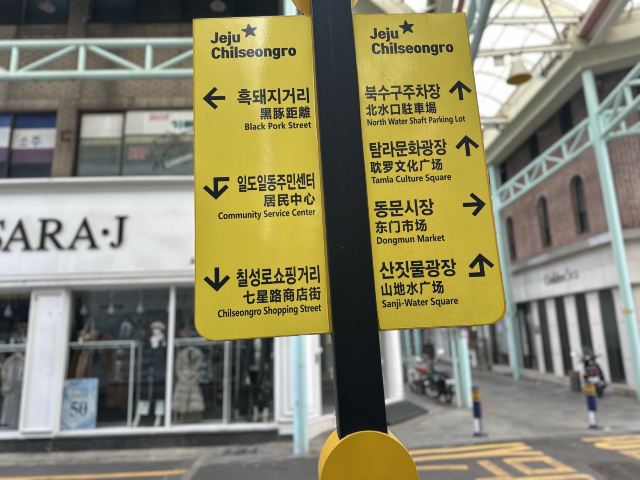 Jeju
Chilseongro
흑돼지거리
黑豚距離
Black Pork Street
일도일동주민센터
居民中心
Community Service Center
칠성로쇼핑거리
七星路商店街
Chilseongro Shopping Street
Jeju
Chilseongro
북수구주차장
北水口駐車場
North Water Shaft Parking Lot
탐라문화광장
耽罗文化广场
Tamla Culture Square
동문시장
东门市场
Dongmun Market
산짓물광장
山地水广场
Sanji-Water Square
SARA·J
50